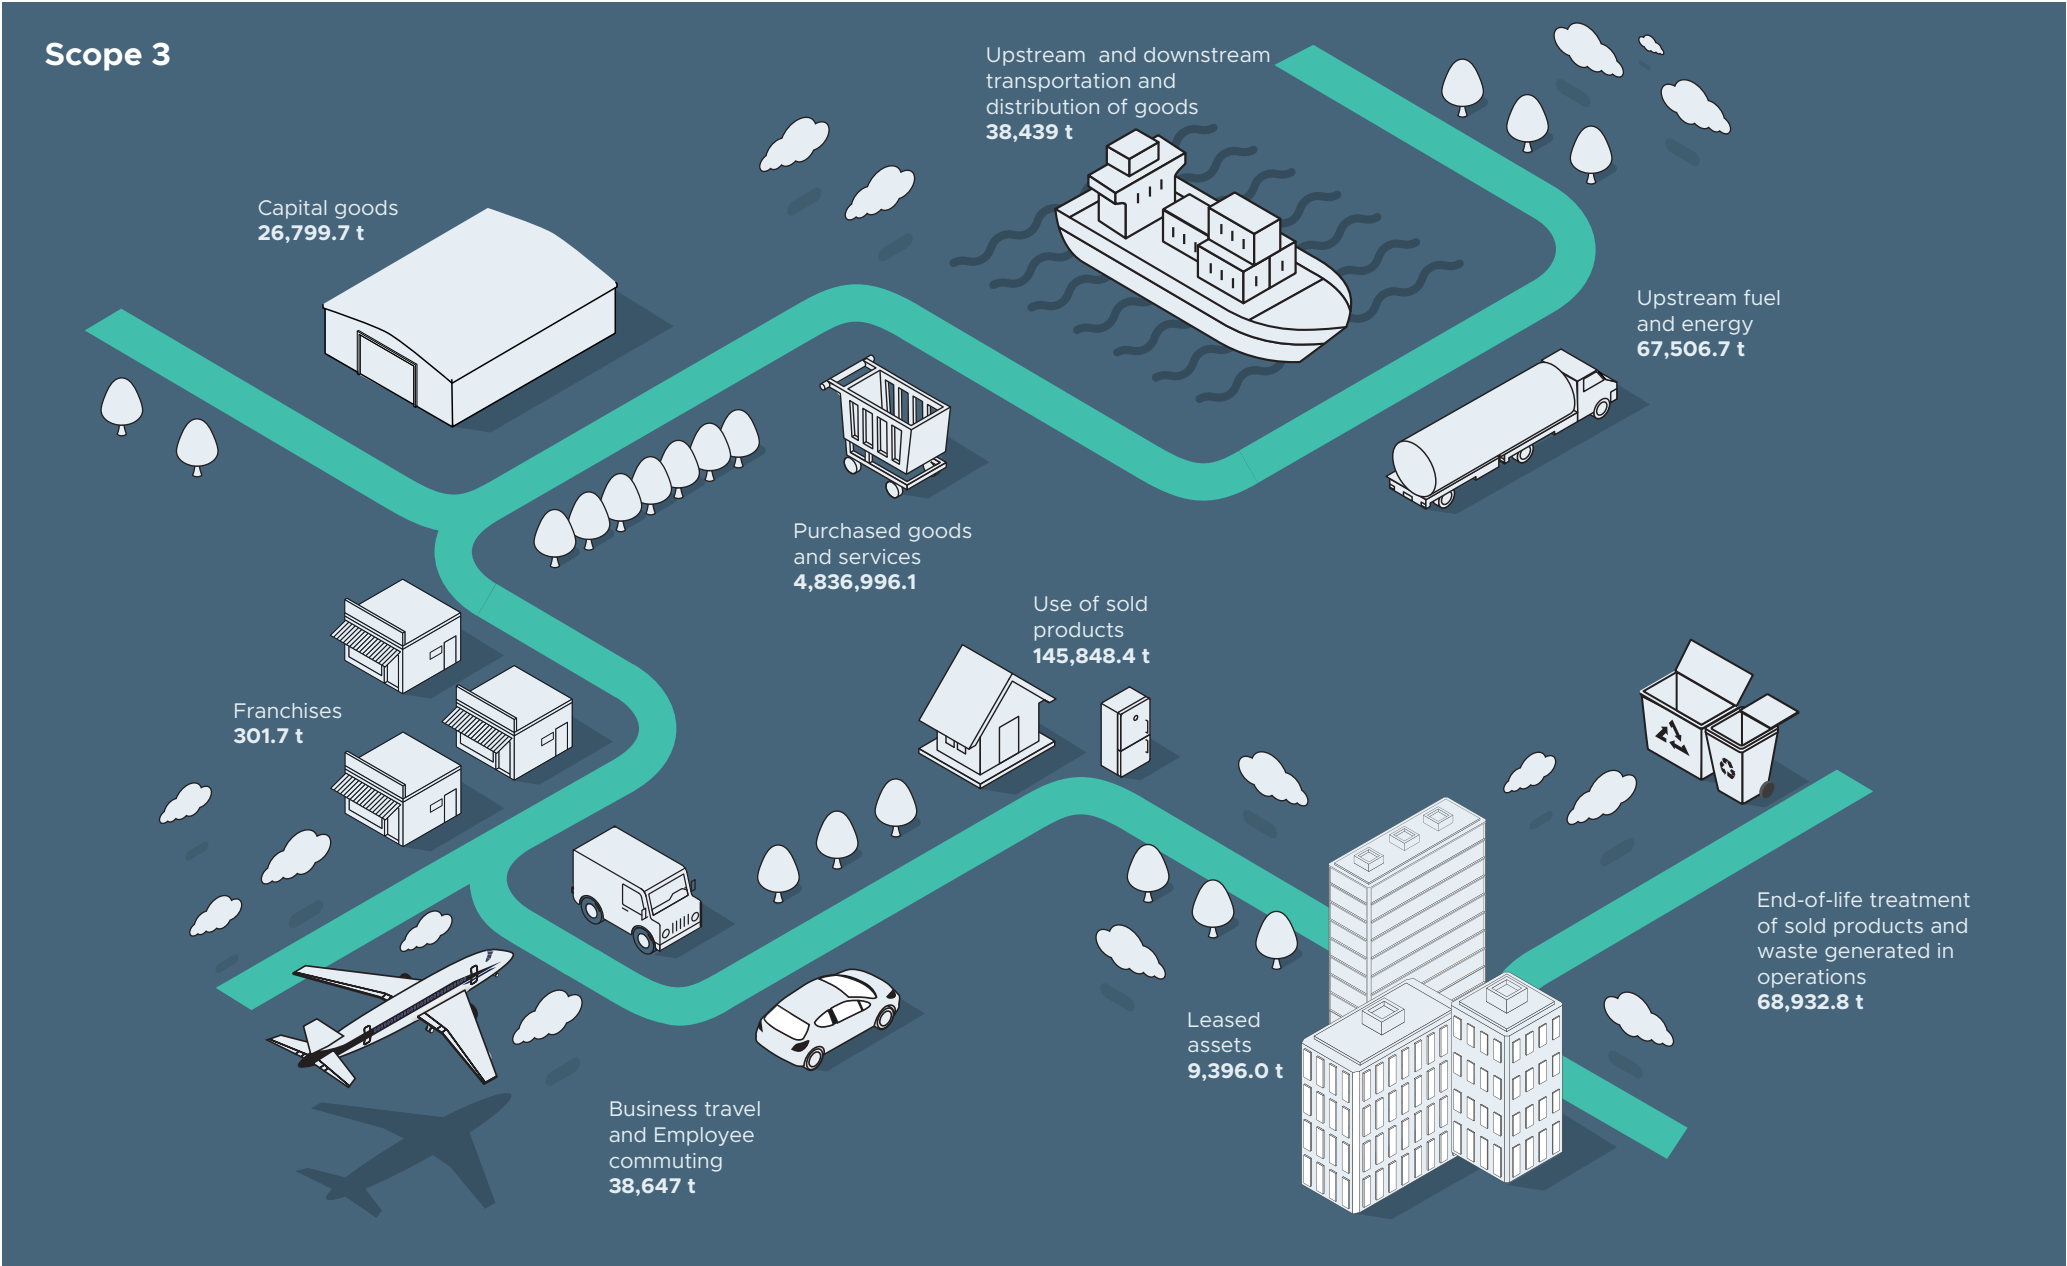 Scope 3
Upstream and downstream
transportation and
distribution of goods
38,439 t
Capital goods
26,799.7 t
Upstream fuel
and energy
67,506.7 t
Purchased goods
and services
4,836,996.1
Use of sold
products
145,848.4 t
Franchises
301.7 t
End-of-life treatment
of sold products and
waste generated in
operations
68,932.8 t
Leased
assets
9,396.0 t
Business travel
and Employee
commuting
38,647 t